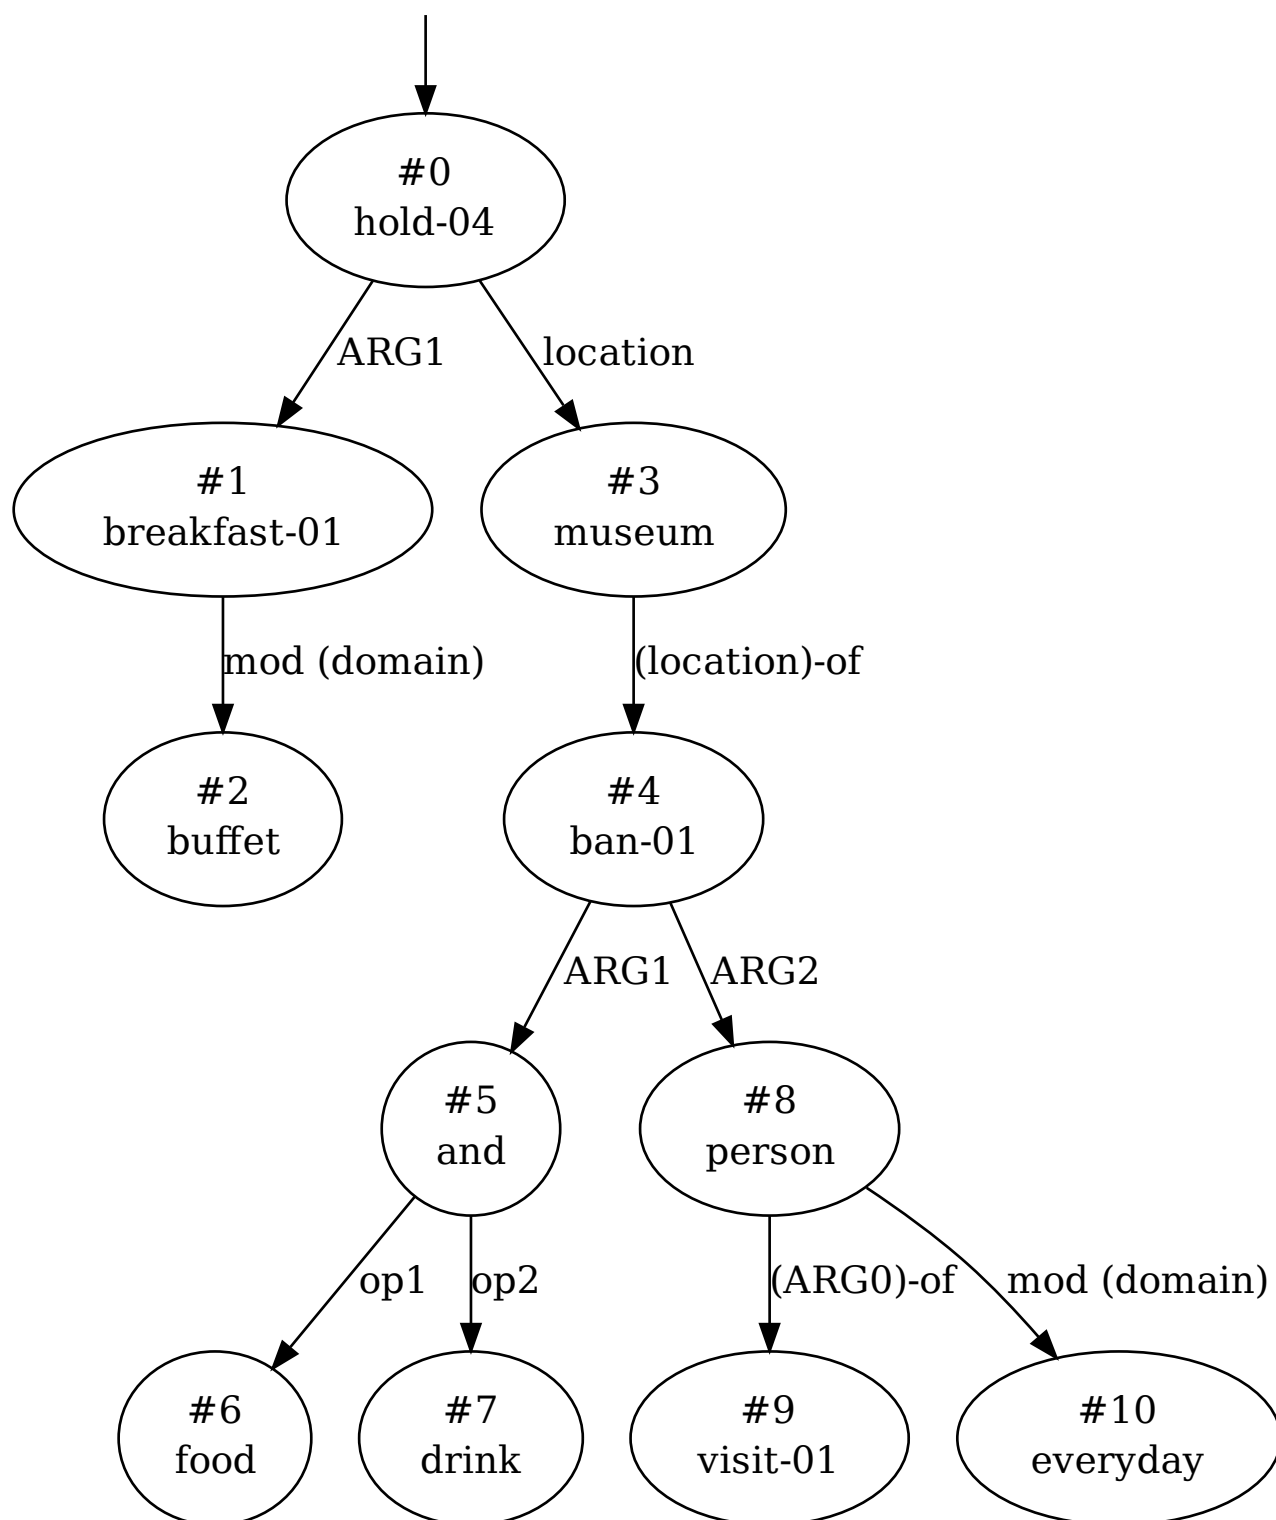 #0
hold-04
ARG1
location
#1
breakfast-01
#3
museum
mod (domain)
(location)-of
#2
buffet
#4
ban-01
ARG1
ARG2
#5
and
#8
person
op1
op2
(ARG0)-of
mod (domain)
#6
food
#7
drink
#9
visit-01
#10
everyday